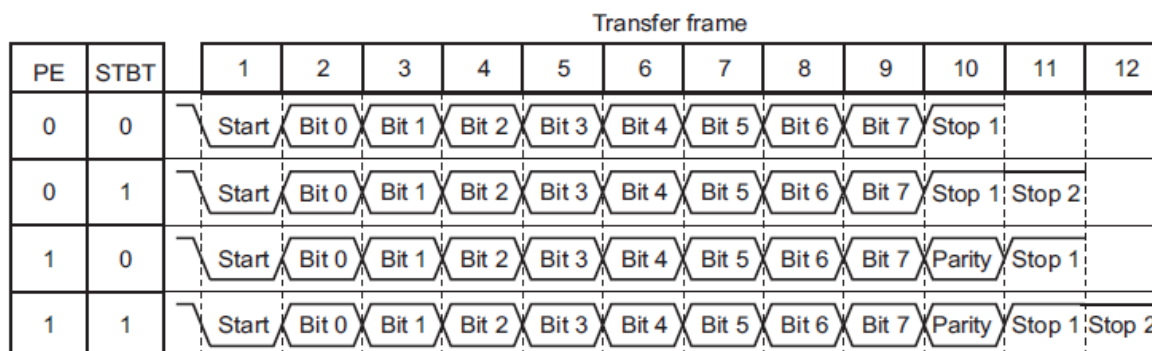 Transfer frame
PE STBT 1 2 3 4 5 6 7 8 9 10 11 12
0 0 Start Bit 0 Bit 1 Bit 2 Bit 3 Bit 4 Bit 5 Bit 6 Bit 7 Stop 1
0 1 Start Bit 0 Bit 1 Bit 2 Bit 3 Bit 4 Bit 5 Bit 6 Bit 7 Stop 1 Stop 2
1 0 Start Bit 0 Bit 1 Bit 2 Bit 3 Bit 4 Bit 5 Bit 6 Bit 7 Parity Stop 1
1 1 Start Bit 0 Bit 1 Bit 2 Bit 3 Bit 4 Bit 5 Bit 6 Bit 7 Parity Stop 1 Stop 2